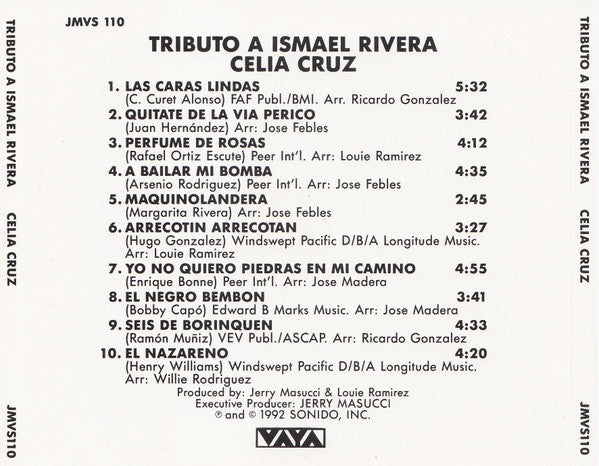 JMVS 110
TRIBUTO A ISMAEL RIVERA
CELIA CRUZ
1. LAS CARAS LINDAS 5:32
(C. Curet Alonso) FAF Publ./BMI. Arr. Ricardo Gonzalez
2. QUITATE DE LA VIA PERICO 3:42
(Juan Hernández) Arr: Jose Febles
3. PERFUME DE ROSAS 4:12
(Rafael Ortiz Escute) Peer Int'l. Arr: Louie Ramirez
4. A BAILAR MI BOMBA 4:35
(Arsenio Rodriguez) Peer Int'l. Arr: Jose Febles
5. MAQUINOLANDERA 2:45
(Margarita Rivera) Arr: Jose Febles
6. ARRECOTIN ARRECOTAN 3:27
(Hugo Gonzalez) Windswept Pacific D/B/A Longitude Music.
Arr: Louie Ramirez
7. YO NO QUIERO PIEDRAS EN MI CAMINO 4:55
(Enrique Bonne) Peer Int'l. Arr: Jose Madera
8. EL NEGRO BEMBON 3:41
(Bobby Capó) Edward B Marks Music. Arr: Jose Madera
9. SEIS DE BORINQUEN 4:33
(Ramón Muñiz) VEV Publ./ASCAP. Arr: Ricardo Gonzalez
10. EL NAZARENO 4:20
(Henry Williams) Windswept Pacific D/B/A Longitude Music.
Arr: Willie Rodriguez
Produced by: Jerry Masucci & Louie Ramirez
Executive Producer: JERRY MASUCCI
℗ and © 1992 SONIDO, INC.
VAYA
TRIBUTO A ISMAEL RIVERA CELIA CRUZ JMVS110
TRIBUTO A ISMAEL RIVERA CELIA CRUZ JMVS110